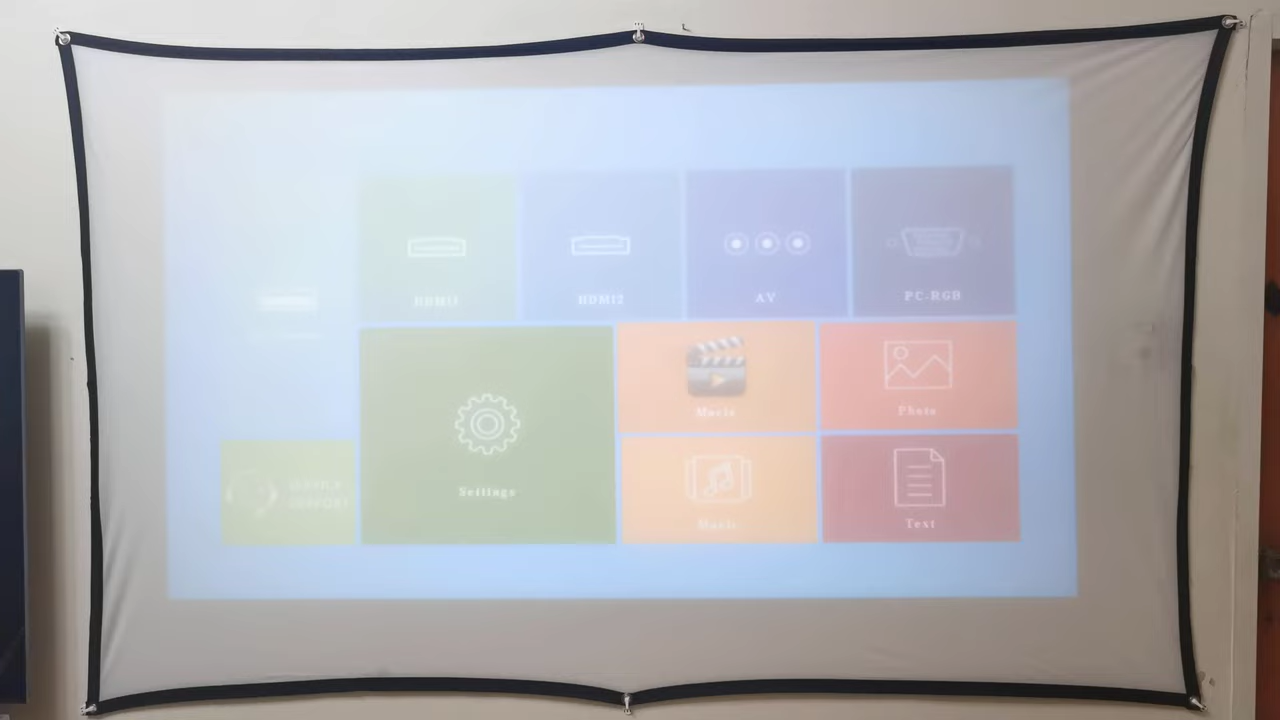 HDMI1
HDMI2
AV
PC-RGB
Movie
Photo
Settings
Music
Text